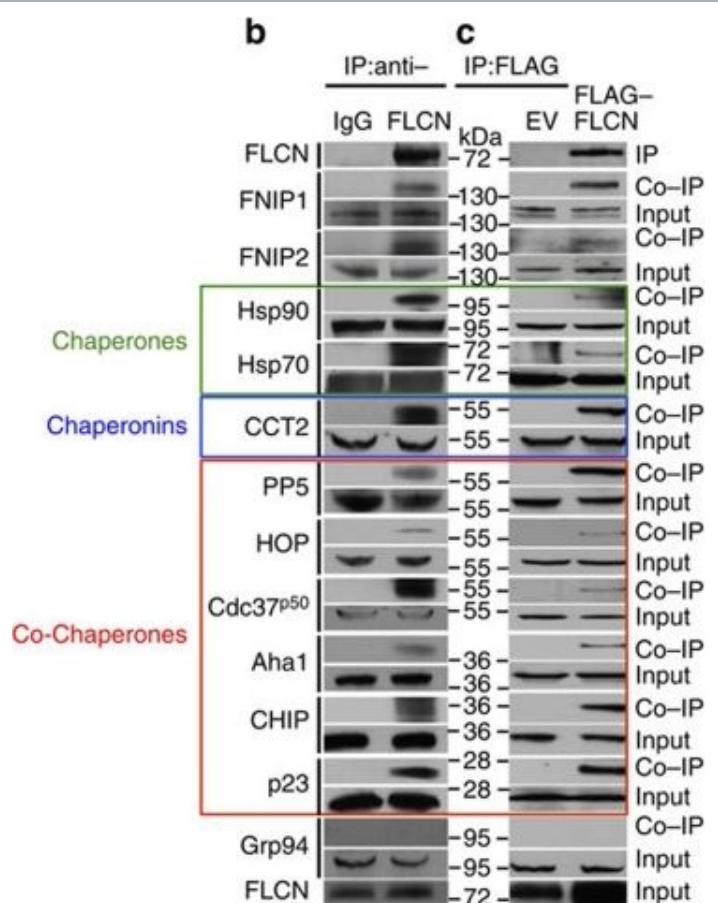 b c
IP:anti– IP:FLAG
IgG FLCN kDa EV FLAG–FLCN
FLCN –72 – IP
FNIP1 Co–IP
–130–
Input
–130–
FNIP2 Co–IP
–130–
Input
–130–
Chaperones
Hsp90 Co–IP
95 –
–95 – Input
Hsp70 –72 – Co–IP
–72 –
Input
Chaperonins
CCT2 –55 – Co–IP
–55 – Input
Co-Chaperones
PP5 Co–IP
–55 –
Input
–55 –
HOP Co–IP
–55 –
Input
–55 –
Cdc37p50 –55 – Co–IP
–55 – Input
Aha1 Co–IP
–36 –
Input
–36 –
CHIP –36 – Co–IP
–36 –
Input
p23 –28 – Co–IP
–28 – Input
Grp94 Co–IP
–95 –
Input
–95 –
FLCN –72 – Input